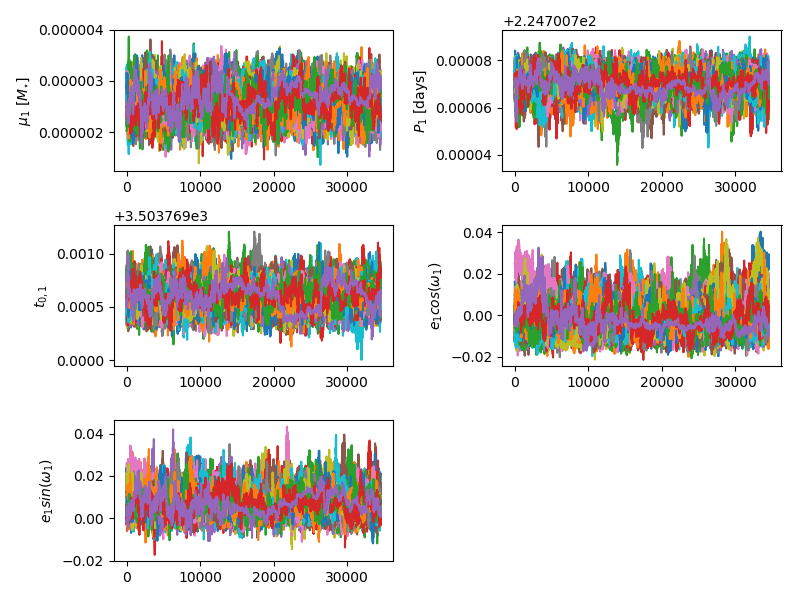 +2.247007e2
0.000004
0.000003
0.000002
μ₁ [M⋆]
0 10000 20000 30000
0.00008
0.00006
0.00004
P₁ [days]
0 10000 20000 30000
+3.503769e3
0.0010
0.0005
0.0000
t₀,₁
0 10000 20000 30000
0.04
0.02
0.00
−0.02
e₁cos(ω₁)
0 10000 20000 30000
0.04
0.02
0.00
−0.02
e₁sin(ω₁)
0 10000 20000 30000